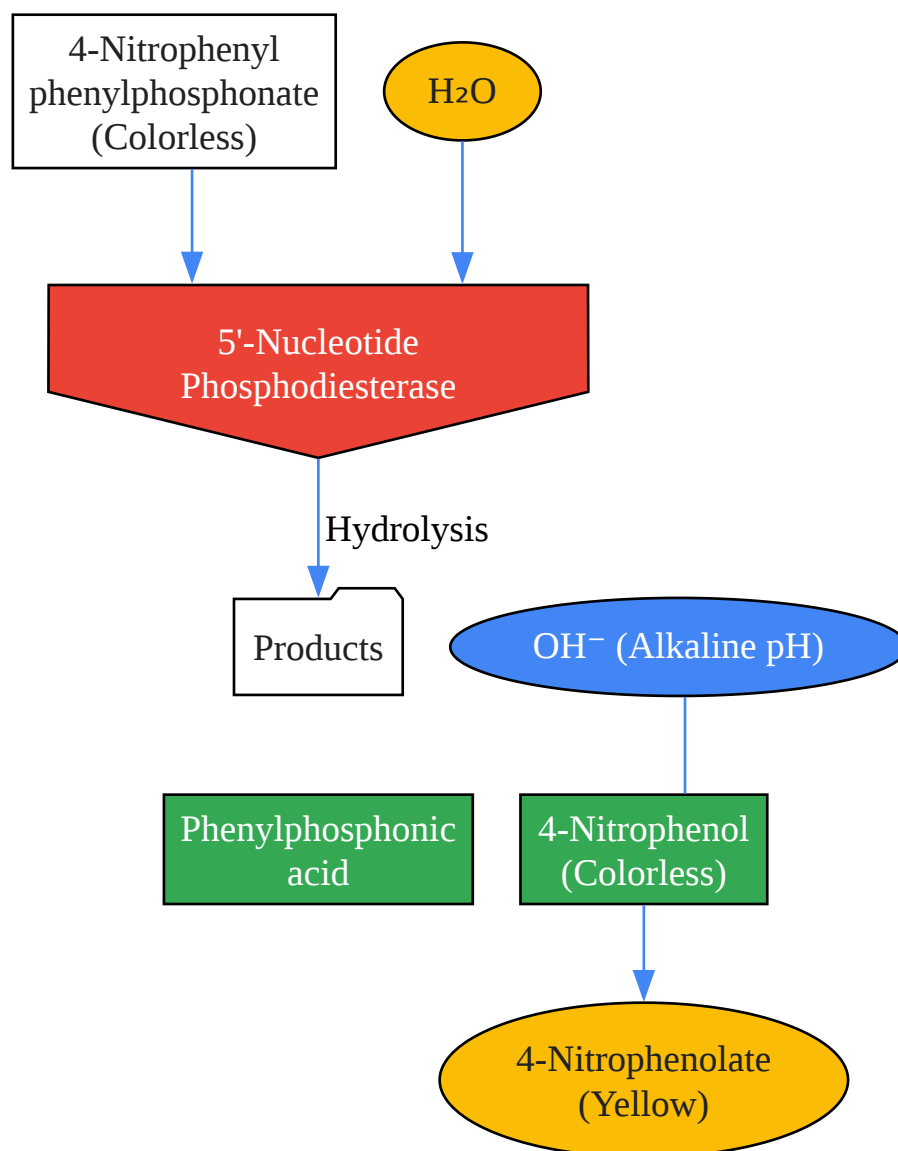 4-Nitrophenyl
phenylphosphonate
(Colorless)
H₂O
5'-Nucleotide
Phosphodiesterase
Hydrolysis
Products
OH⁻ (Alkaline pH)
Phenylphosphonic
acid
4-Nitrophenol
(Colorless)
4-Nitrophenolate
(Yellow)